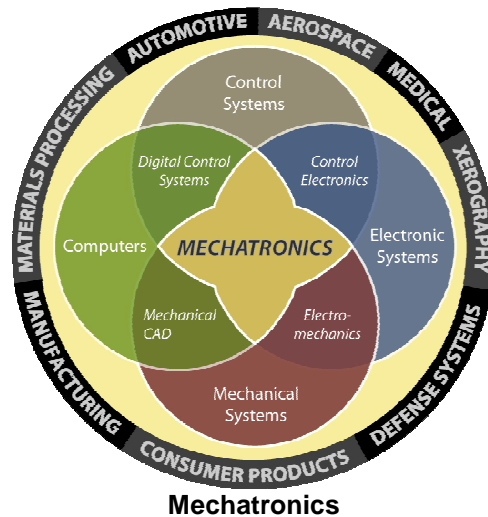 AUTOMOTIVE
AEROSPACE
MEDICAL
XEROGRAPHY
DEFENSE SYSTEMS
CONSUMER PRODUCTS
MANUFACTURING
MATERIALS PROCESSING
Control
Systems
Digital Control
Systems
Control
Electronics
Computers
MECHATRONICS
Electronic
Systems
Mechanical
CAD
Electro-
mechanics
Mechanical
Systems
Mechatronics